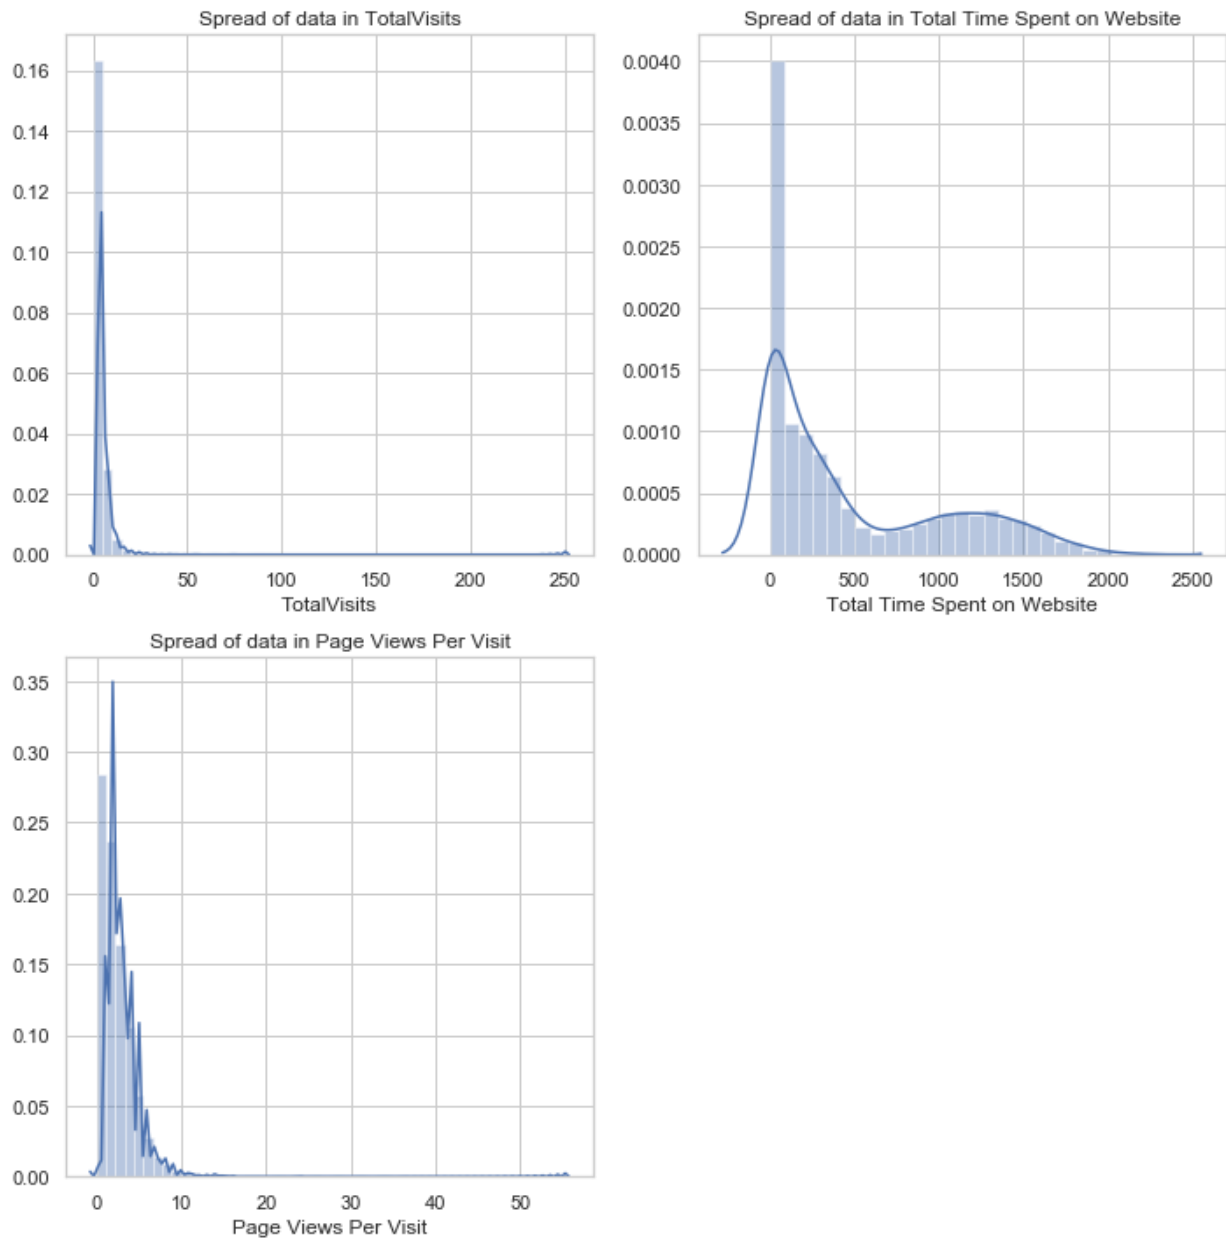 Spread of data in TotalVisits
0.16
0.14
0.12
0.10
0.08
0.06
0.04
0.02
0.00
0 50 100 150 200 250
TotalVisits
Spread of data in Total Time Spent on Website
0.0040
0.0035
0.0030
0.0025
0.0020
0.0015
0.0010
0.0005
0.0000
0 500 1000 1500 2000 2500
Total Time Spent on Website
Spread of data in Page Views Per Visit
0.35
0.30
0.25
0.20
0.15
0.10
0.05
0.00
0 10 20 30 40 50
Page Views Per Visit